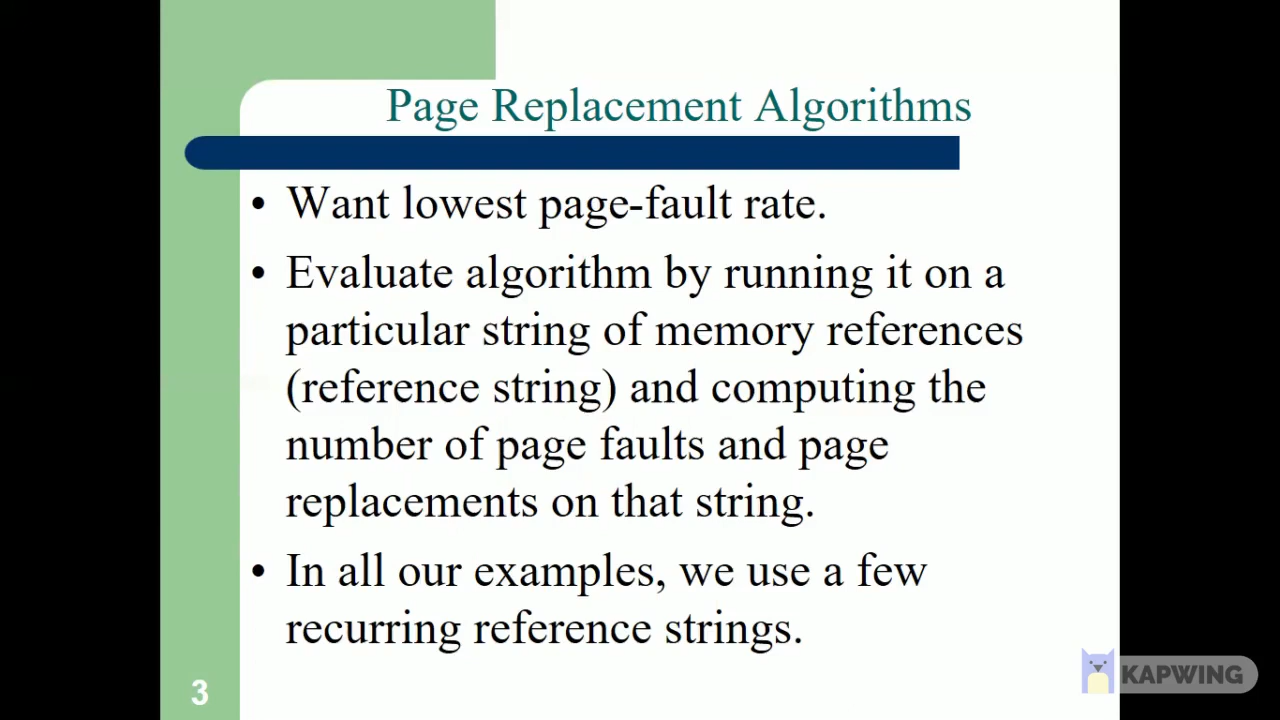 Page Replacement Algorithms
• Want lowest page-fault rate.
• Evaluate algorithm by running it on a
particular string of memory references
(reference string) and computing the
number of page faults and page
replacements on that string.
• In all our examples, we use a few
recurring reference strings.
3
KAPWING